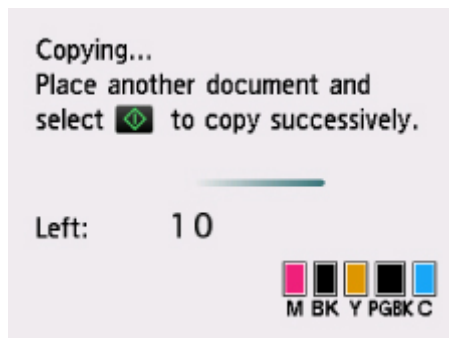 Copying...
Place another document and
select to copy successively.
Left: 10
M BK Y PGBK C